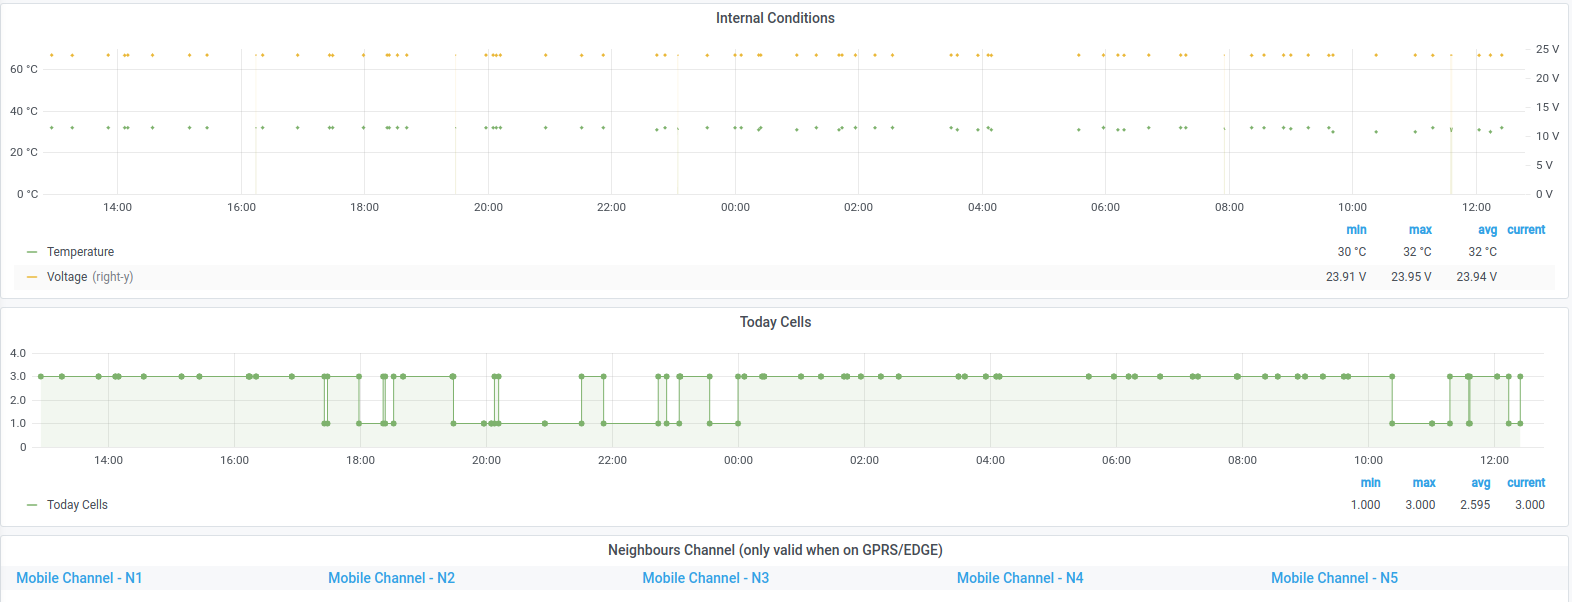 Internal Conditions
60 °C
40 °C
20 °C
0 °C
25 V
20 V
15 V
10 V
5 V
0 V
14:00 16:00 18:00 20:00 22:00 00:00 02:00 04:00 06:00 08:00 10:00 12:00
min max avg current
Temperature 30 °C 32 °C 32 °C
Voltage (right-y) 23.91 V 23.95 V 23.94 V
Today Cells
4.0
3.0
2.0
1.0
0
14:00 16:00 18:00 20:00 22:00 00:00 02:00 04:00 06:00 08:00 10:00 12:00
min max avg current
Today Cells 1.000 3.000 2.595 3.000
Neighbours Channel (only valid when on GPRS/EDGE)
Mobile Channel - N1 Mobile Channel - N2 Mobile Channel - N3 Mobile Channel - N4 Mobile Channel - N5